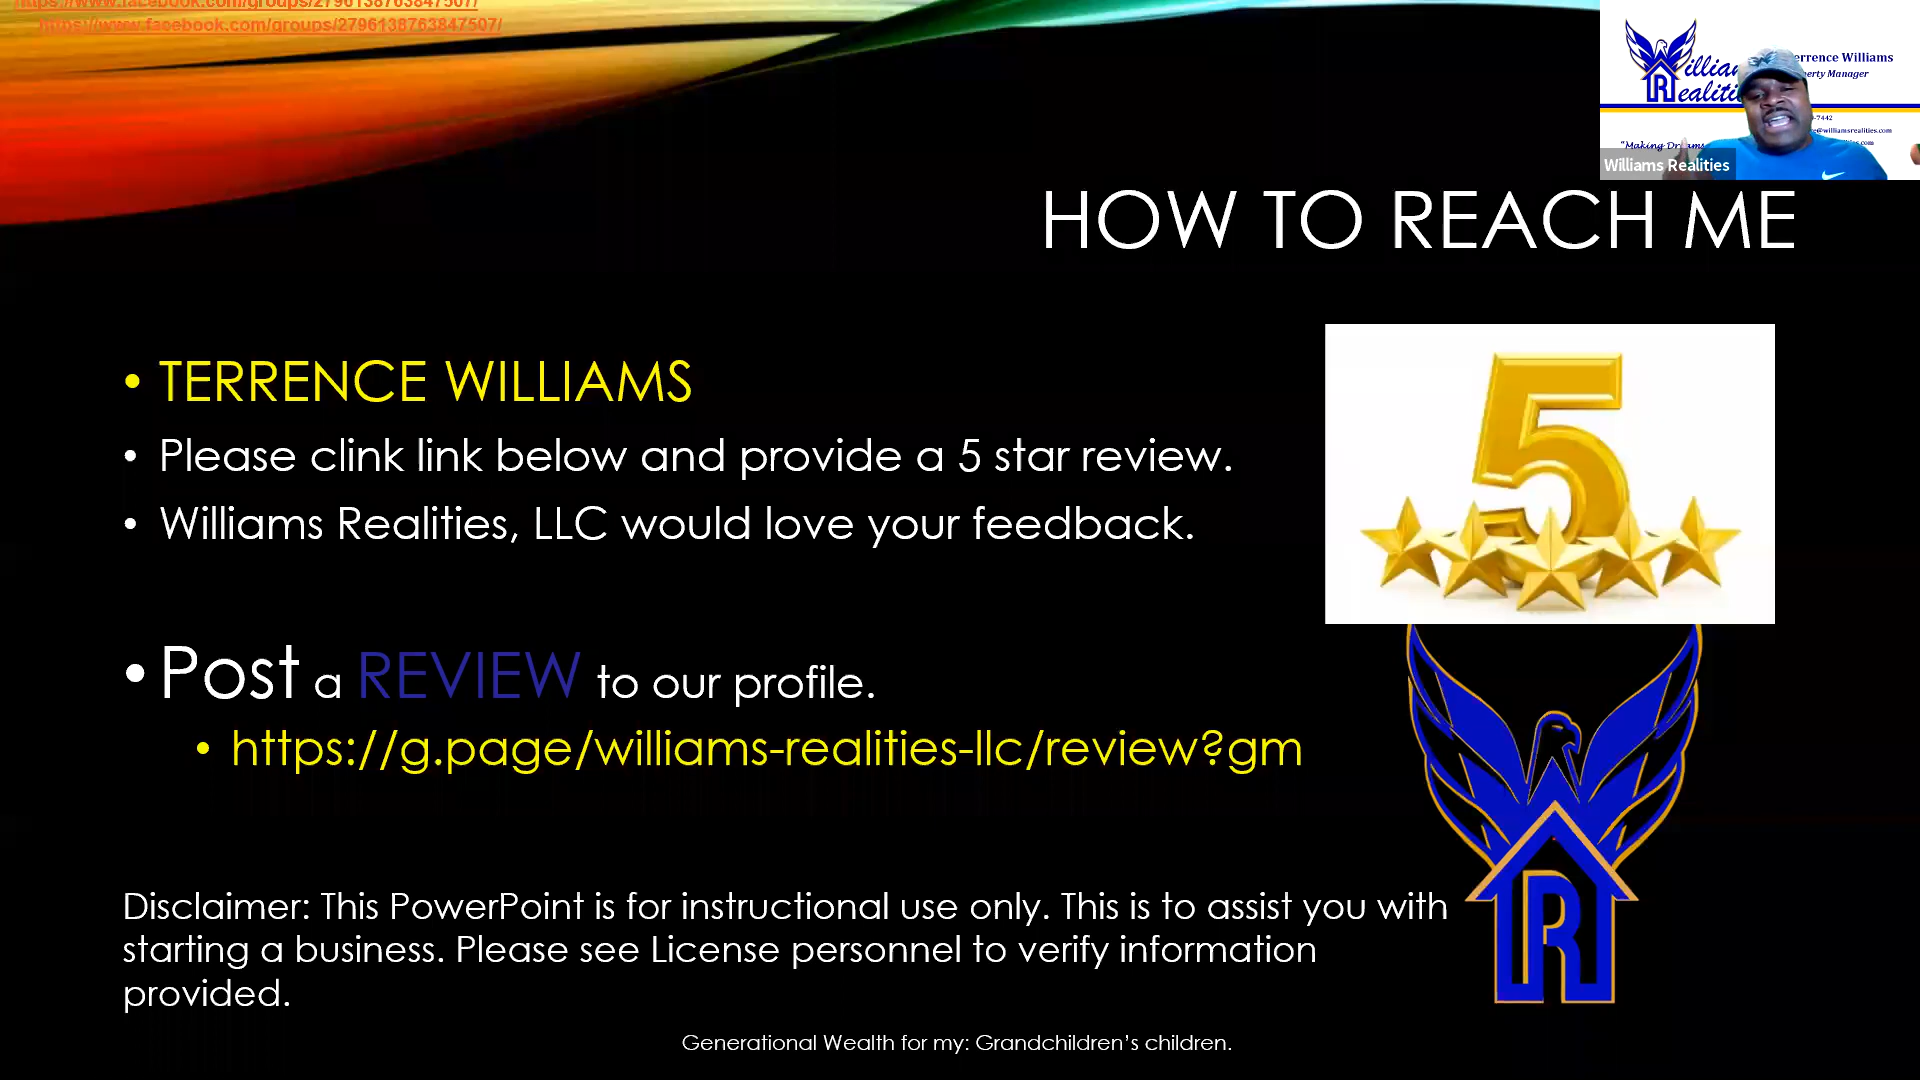 https://www.facebook.com/groups/2796138763847507/
https://www.facebook.com/groups/2796138763847507/
Terrence Williams
Property Manager
-7442
@williamsrealities.com
"Making Dreams
Williams Realities
HOW TO REACH ME
• TERRENCE WILLIAMS
• Please clink link below and provide a 5 star review.
• Williams Realities, LLC would love your feedback.
5
• Post a REVIEW to our profile.
• https://g.page/williams-realities-llc/review?gm
R
Disclaimer: This PowerPoint is for instructional use only. This is to assist you with
starting a business. Please see License personnel to verify information
provided.
Generational Wealth for my: Grandchildren's children.